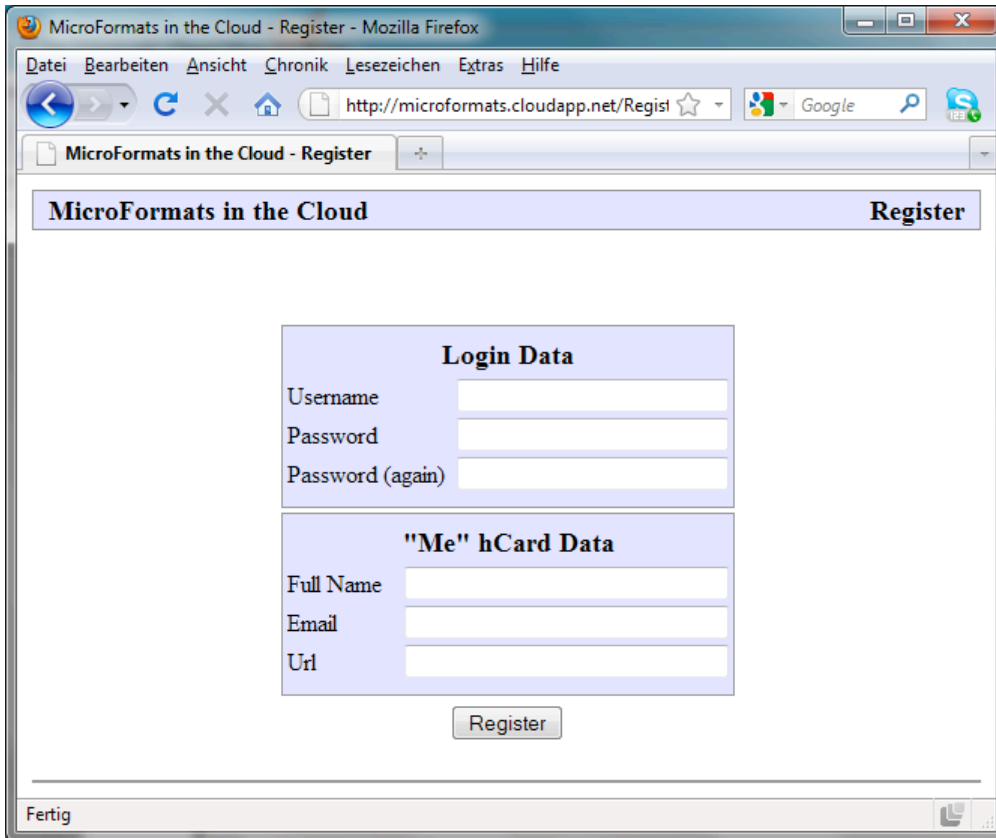 MicroFormats in the Cloud - Register - Mozilla Firefox
Datei Bearbeiten Ansicht Chronik Lesezeichen Extras Hilfe
http://microformats.cloudapp.net/Regist Google
MicroFormats in the Cloud - Register
MicroFormats in the Cloud Register
Login Data
Username
Password
Password (again)
"Me" hCard Data
Full Name
Email
Url
Register
Fertig